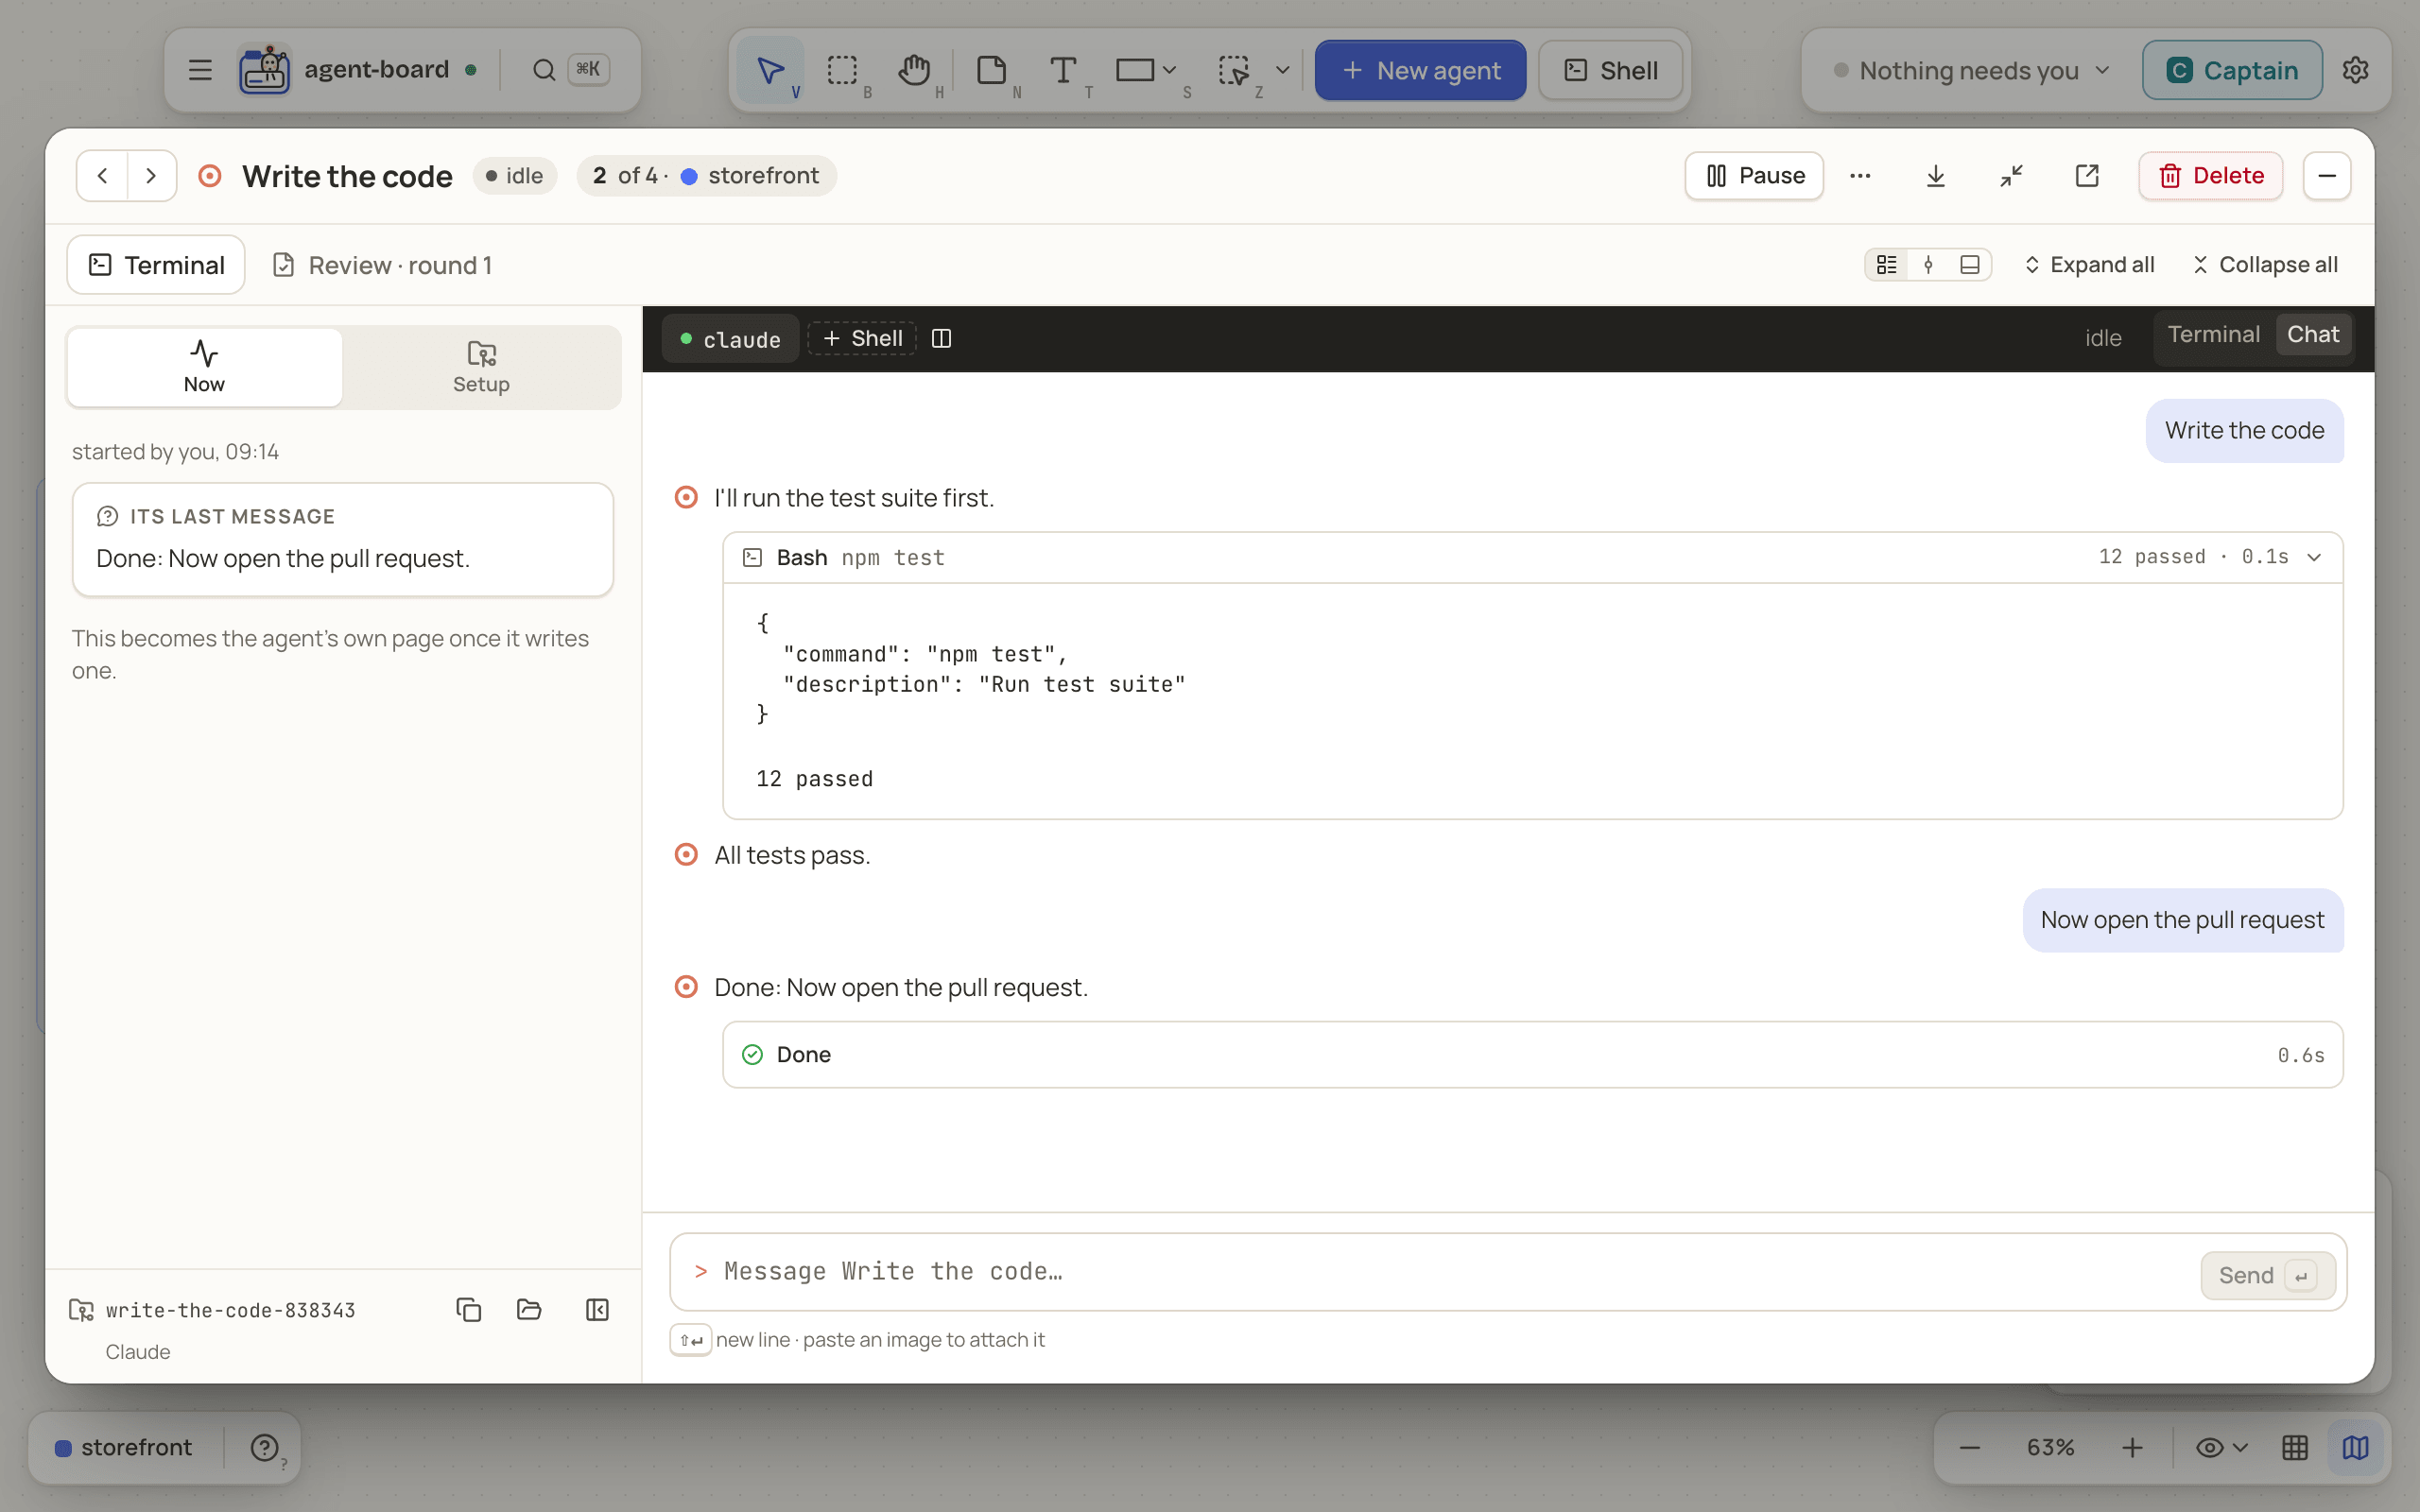 agent-board
⌘K
V
B
H
N
T
S
Z
+ New agent
Shell
Nothing needs you
C Captain
Write the code
idle
2 of 4 · storefront
Pause
Delete
Terminal
Review · round 1
Expand all
Collapse all
Now
Setup
started by you, 09:14
ITS LAST MESSAGE
Done: Now open the pull request.
This becomes the agent's own page once it writes
one.
write-the-code-838343
Claude
claude
+ Shell
idle
Terminal
Chat
Write the code
I'll run the test suite first.
Bash npm test
12 passed · 0.1s
{
"command": "npm test",
"description": "Run test suite"
}
12 passed
All tests pass.
Now open the pull request
Done: Now open the pull request.
Done
0.6s
> Message Write the code…
Send ↵
⇧↵ new line · paste an image to attach it
storefront
?
63%